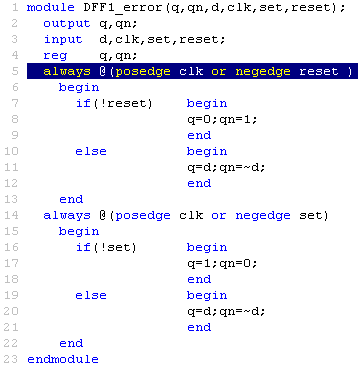 1 module DFF1_error(q,qn,d,clk,set,reset);
2 output q,qn;
3 input d,clk,set,reset;
4 reg q,qn;
5 always @(posedge clk or negedge reset )
6 begin
7 if(!reset) begin
8 q=0;qn=1;
9 end
10 else begin
11 q=d;qn=~d;
12 end
13 end
14 always @(posedge clk or negedge set)
15 begin
16 if(!set) begin
17 q=1;qn=0;
18 end
19 else begin
20 q=d;qn=~d;
21 end
22 end
23 endmodule